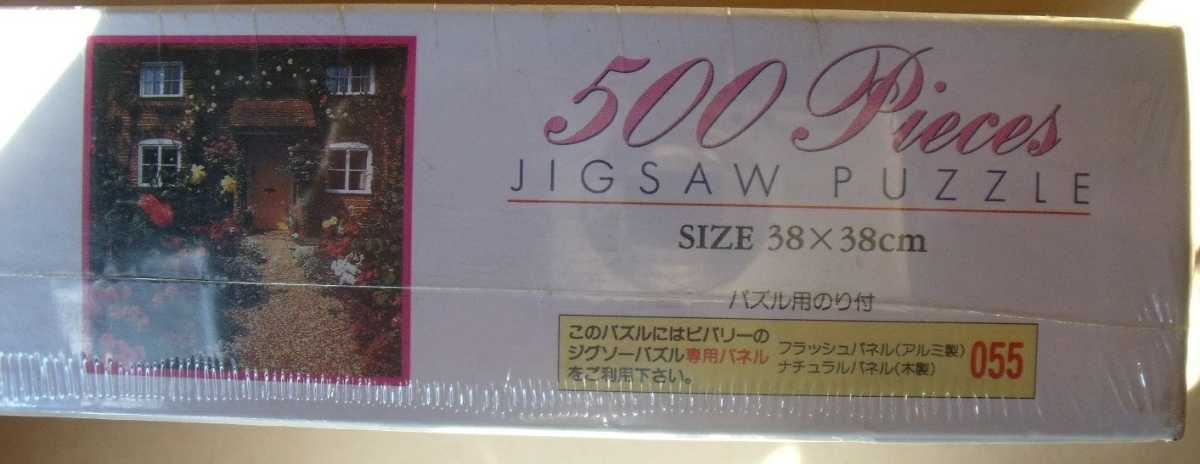 500 Pieces
JIGSAW PUZZLE
SIZE 38×38cm
パズル用のり付
このパズルにはビバリーの
ジグソーパズル専用パネル
をご利用下さい。
フラッシュパネル(アルミ製)
ナチュラルパネル(木製)
055